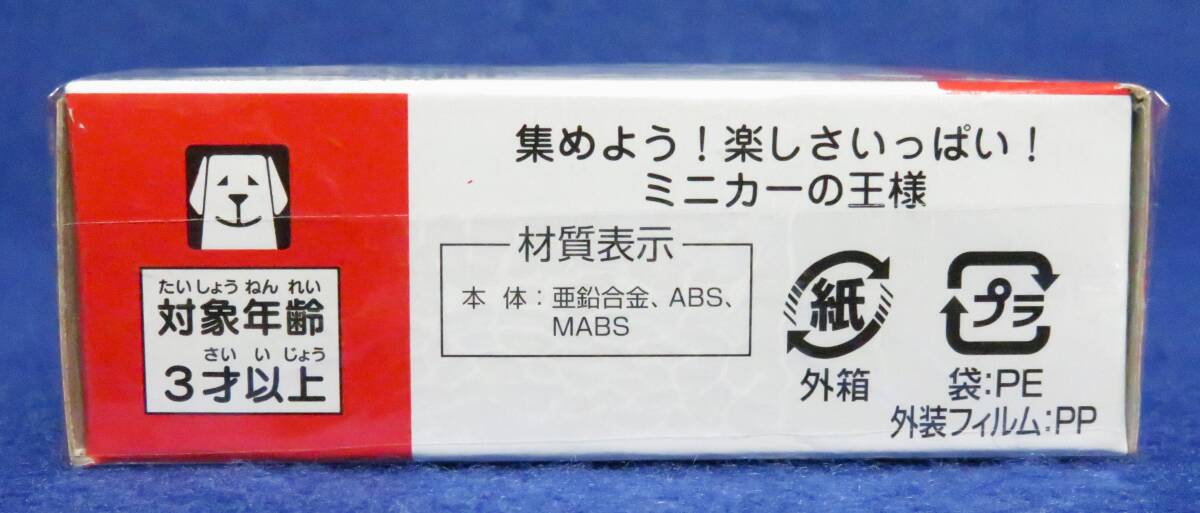 集めよう！楽しさいっぱい！
ミニカーの王様
たいしょうねんれい
対象年齢
さいいじょう
3才以上
材質表示
本体：亜鉛合金、ABS、
MABS
紙
外箱
プラ
袋:PE
外装フィルム:PP